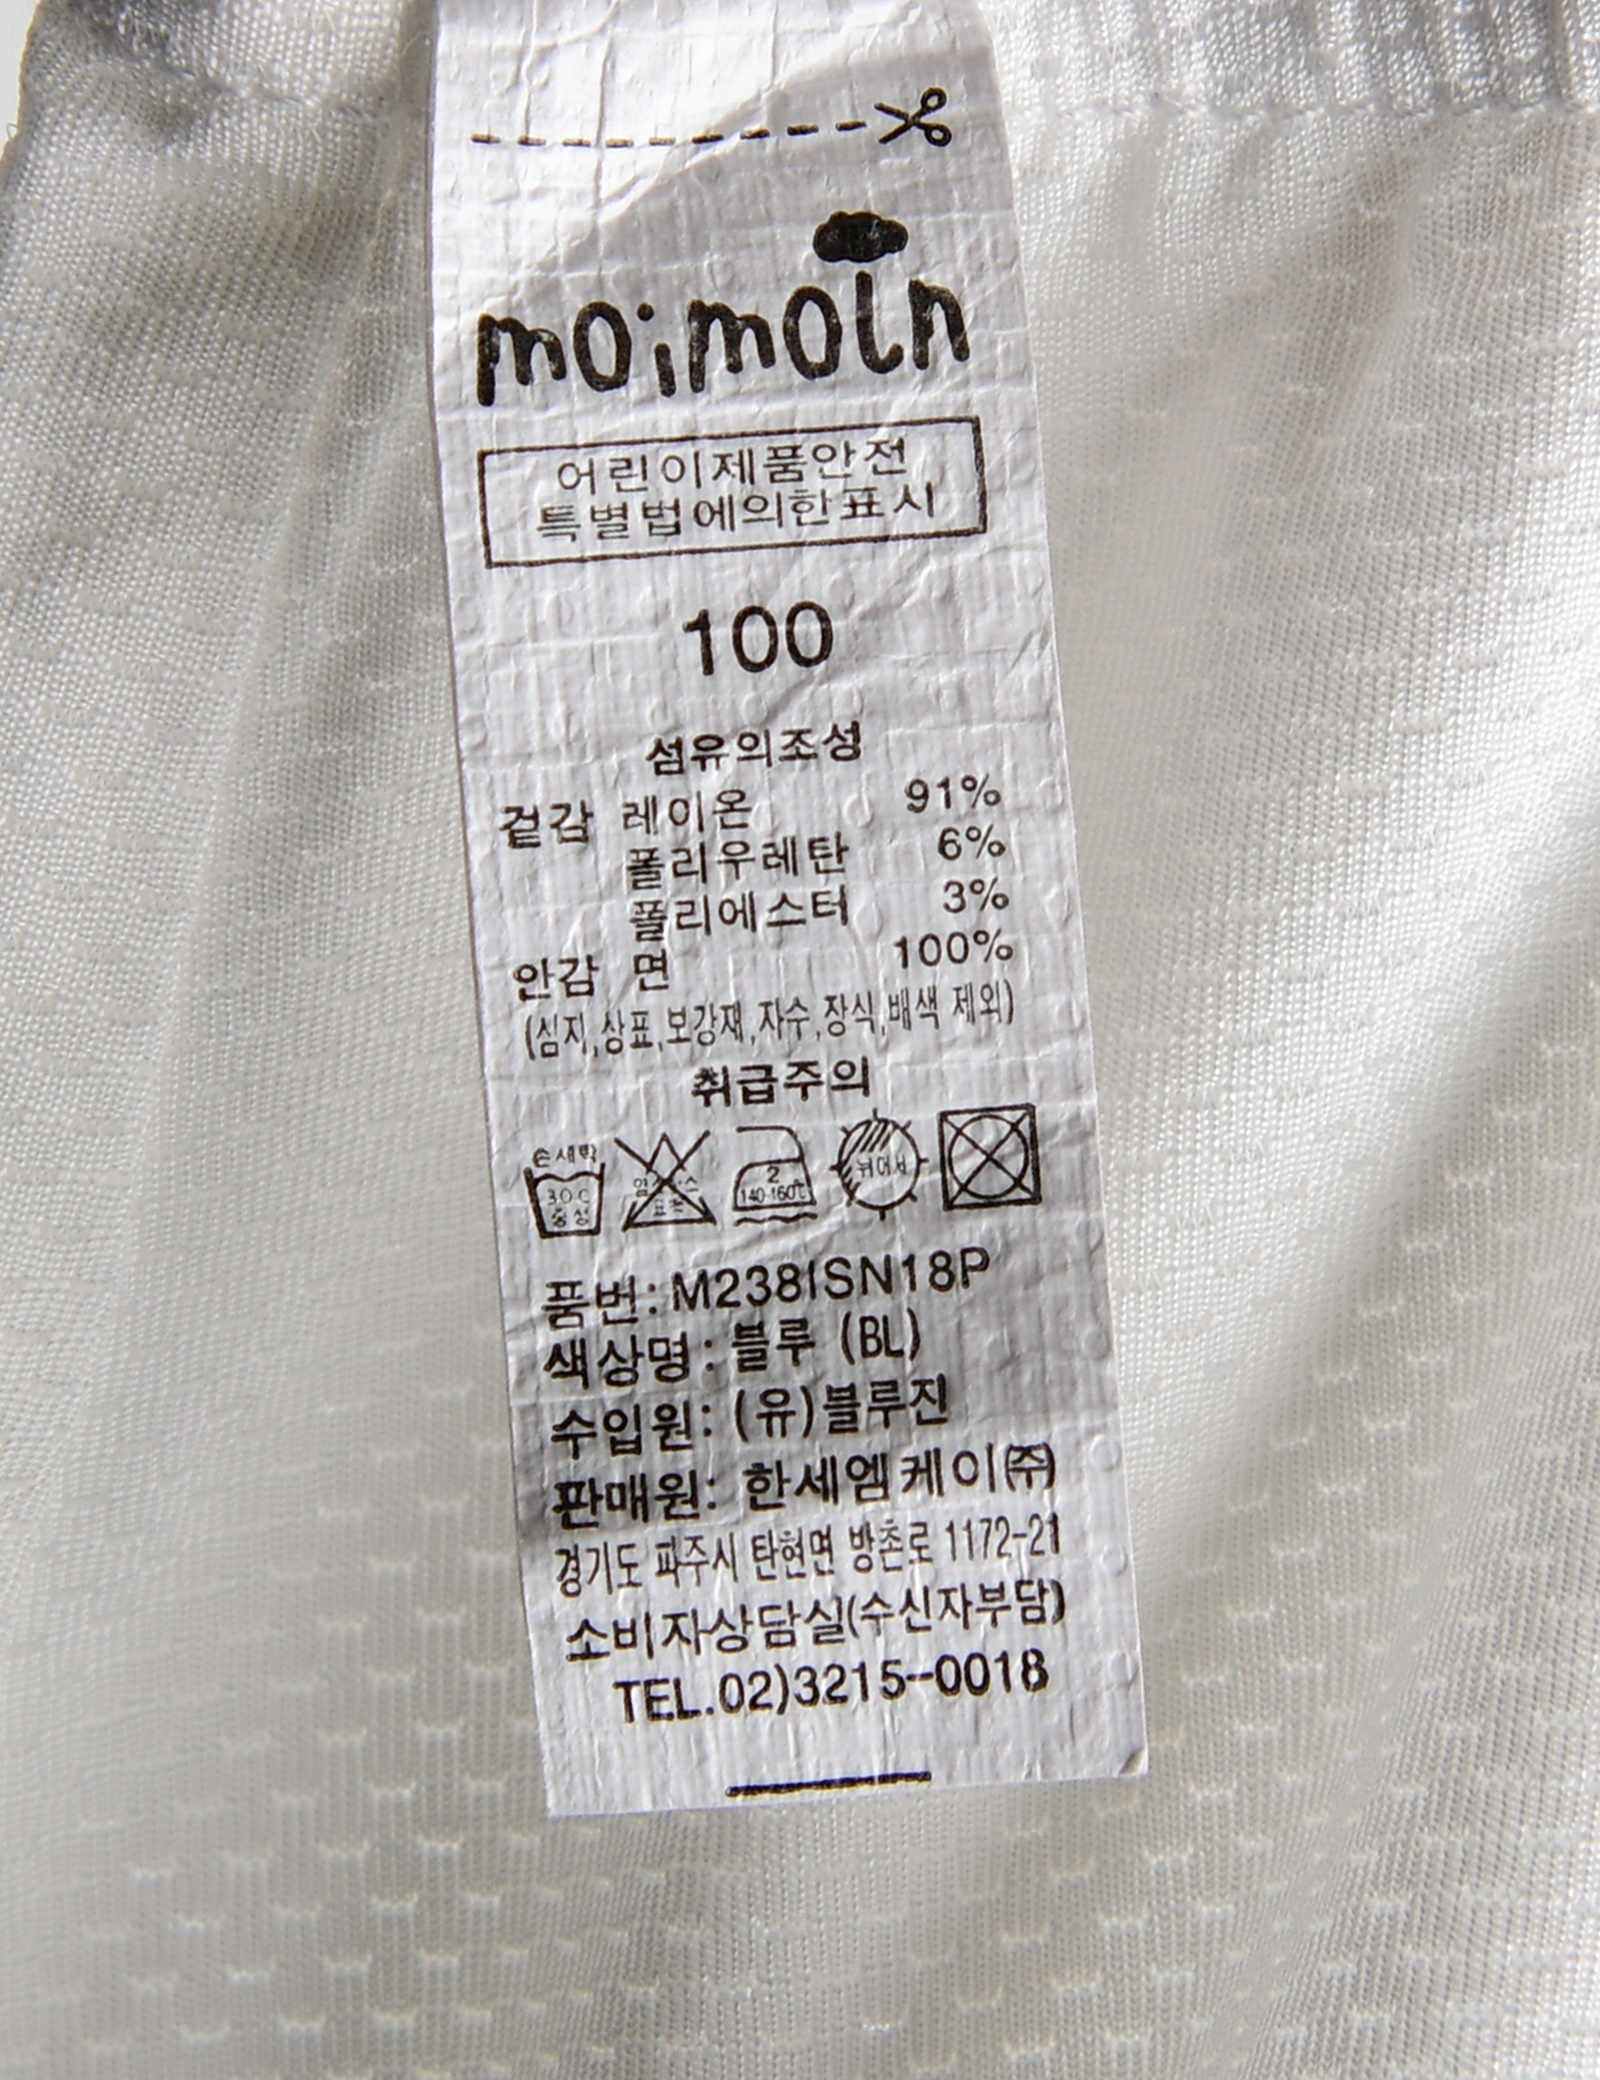 moimoln
어린이제품안전
특별법에의한표시
100
섬유의조성
겉감 레이온 91%
폴리우레탄 6%
폴리에스터 3%
안감 면 100%
(심지,상표,보강재,자수,장식,배색 제외)
취급주의
손세탁
30C
중성
2
140-160℃
뉘어서
품번: M238ISN18P
색상명: 블루 (BL)
수입원: (유)블루진
판매원: 한세엠케이㈜
경기도 파주시 탄현면 방촌로 1172-21
소비자상담실(수신자부담)
TEL.02)3215-0018